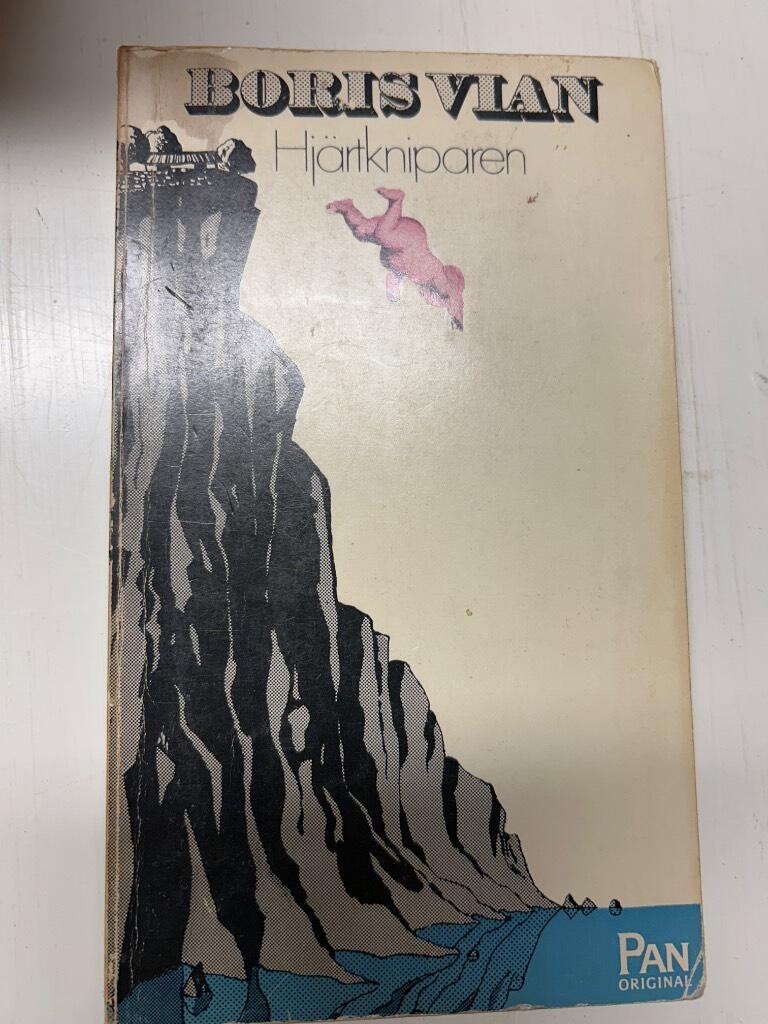 BORIS VIAN
Hjärtkniparen
PAN
ORIGINAL